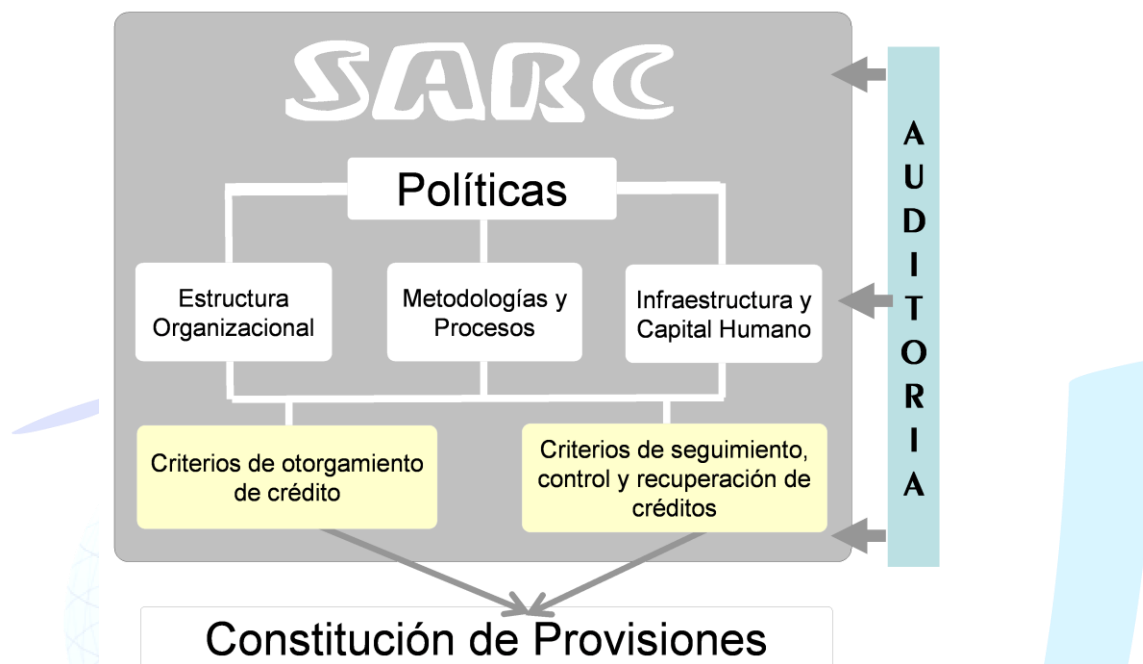 SARC
Políticas
Estructura
Organizacional
Metodologías y
Procesos
Infraestructura y
Capital Humano
Criterios de otorgamiento
de crédito
Criterios de seguimiento,
control y recuperación de
créditos
Constitución de Provisiones
AUDITORIA